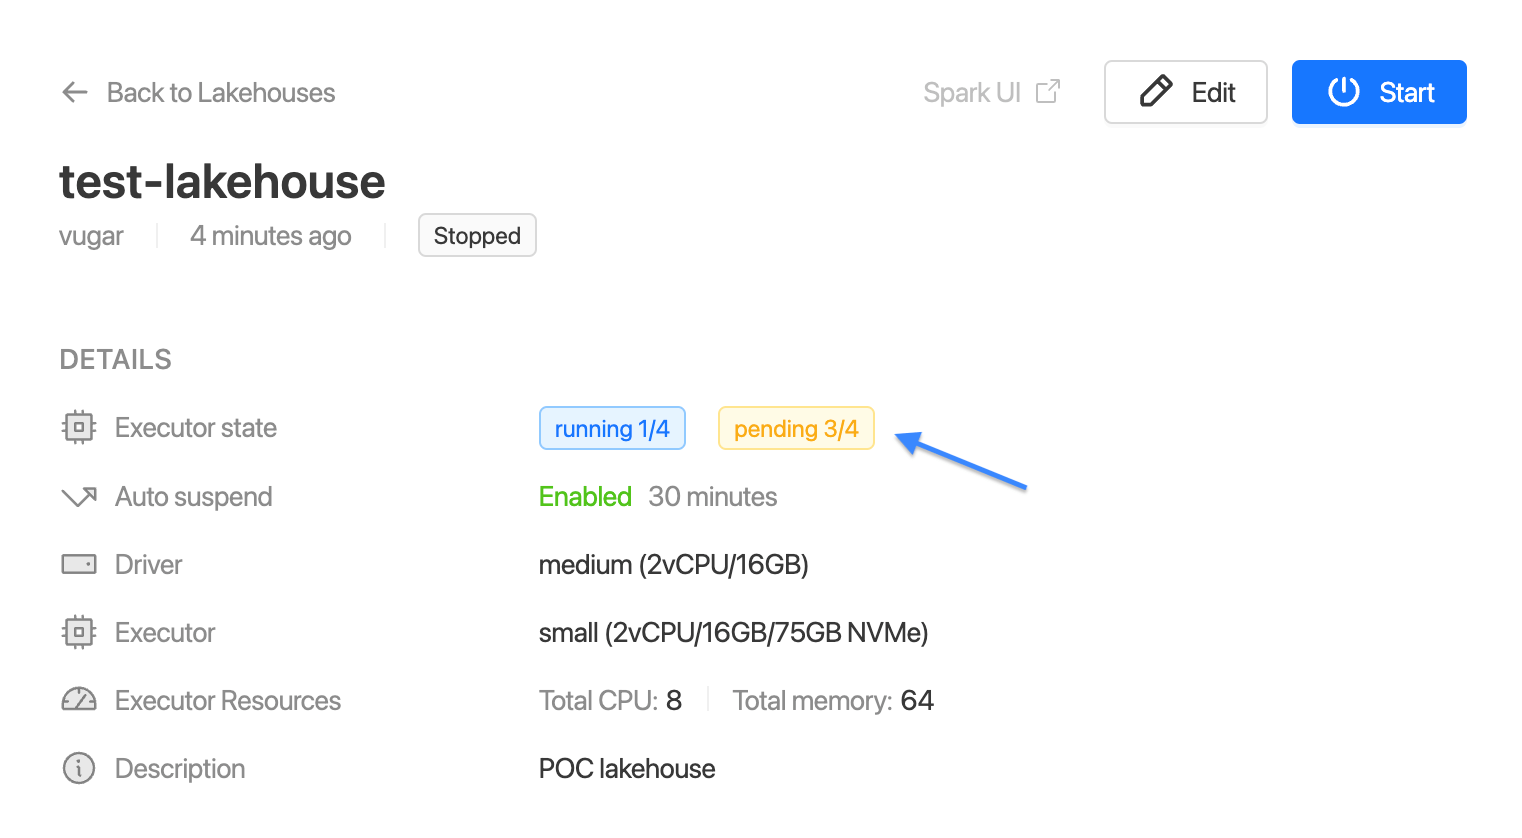 Back to Lakehouses Spark UI Edit Start
test-lakehouse
vugar 4 minutes ago Stopped
DETAILS
Executor state running 1/4 pending 3/4
Auto suspend Enabled 30 minutes
Driver medium (2vCPU/16GB)
Executor small (2vCPU/16GB/75GB NVMe)
Executor Resources Total CPU: 8 Total memory: 64
Description POC lakehouse